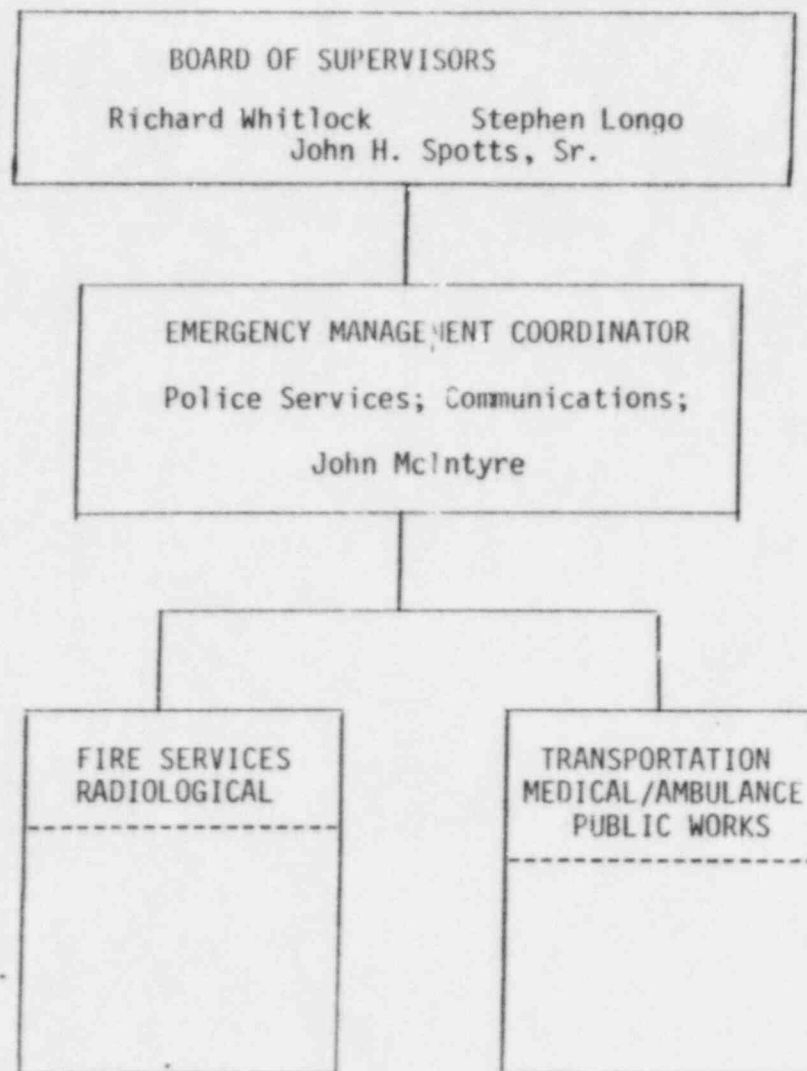 BOARD OF SUPERVISORS
Richard Whitlock Stephen Longo
John H. Spotts, Sr.
EMERGENCY MANAGEMENT COORDINATOR
Police Services; Communications;
John McIntyre
FIRE SERVICES
RADIOLOGICAL
TRANSPORTATION
MEDICAL/AMBULANCE
PUBLIC WORKS